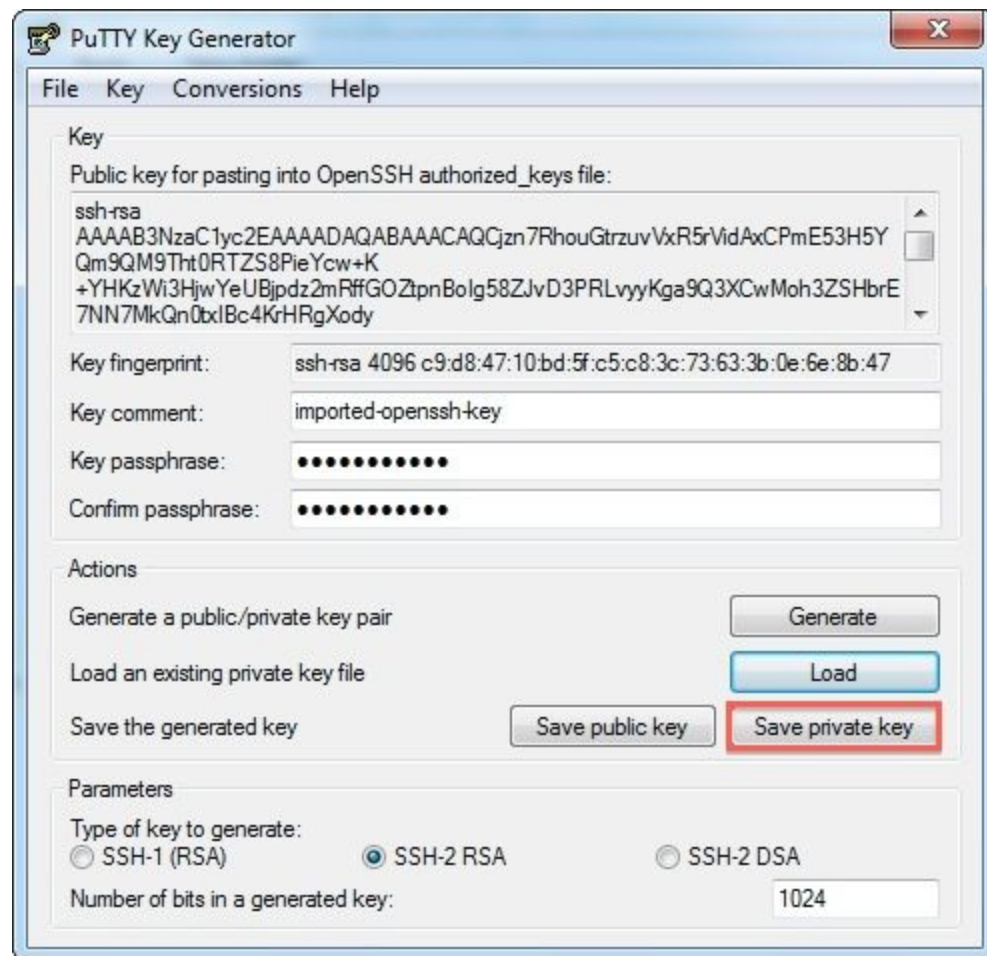 PuTTY Key Generator
File Key Conversions Help
Key
Public key for pasting into OpenSSH authorized_keys file:
ssh-rsa
AAAAB3NzaC1yc2EAAAADAQABAAACAQCjzn7RhouGtrzuvVxR5rVidAxCPmE53H5Y
Qm9QM9Tht0RTZS8PieYcw+K
+YHKzWi3HjwYeUBjpdz2mRffGOZtpnBolg58ZJvD3PRLvyyKga9Q3XCwMoh3ZSHbrE
7NN7MkQn0txIBc4KrHRgXody
Key fingerprint: ssh-rsa 4096 c9:d8:47:10:bd:5f:c5:c8:3c:73:63:3b:0e:6e:8b:47
Key comment: imported-openssh-key
Key passphrase: ●●●●●●●●●●●
Confirm passphrase: ●●●●●●●●●●●
Actions
Generate a public/private key pair Generate
Load an existing private key file Load
Save the generated key Save public key Save private key
Parameters
Type of key to generate:
SSH-1 (RSA) SSH-2 RSA SSH-2 DSA
Number of bits in a generated key: 1024